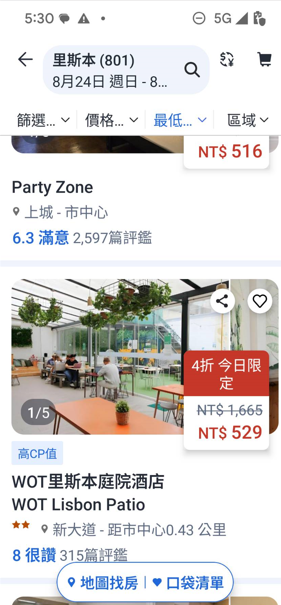 5:30 5G
里斯本 (801)
8月24日 週日 - 8...
篩選... 價格... 最低... 區域
NT$ 516
Party Zone
上城 - 市中心
6.3 滿意 2,597篇評鑑
4折 今日限
定
NT$ 1,665
NT$ 529
1/5
高CP值
WOT里斯本庭院酒店
WOT Lisbon Patio
新大道 - 距市中心0.43 公里
8 很讚 315篇評鑑
地圖找房 | 口袋清單